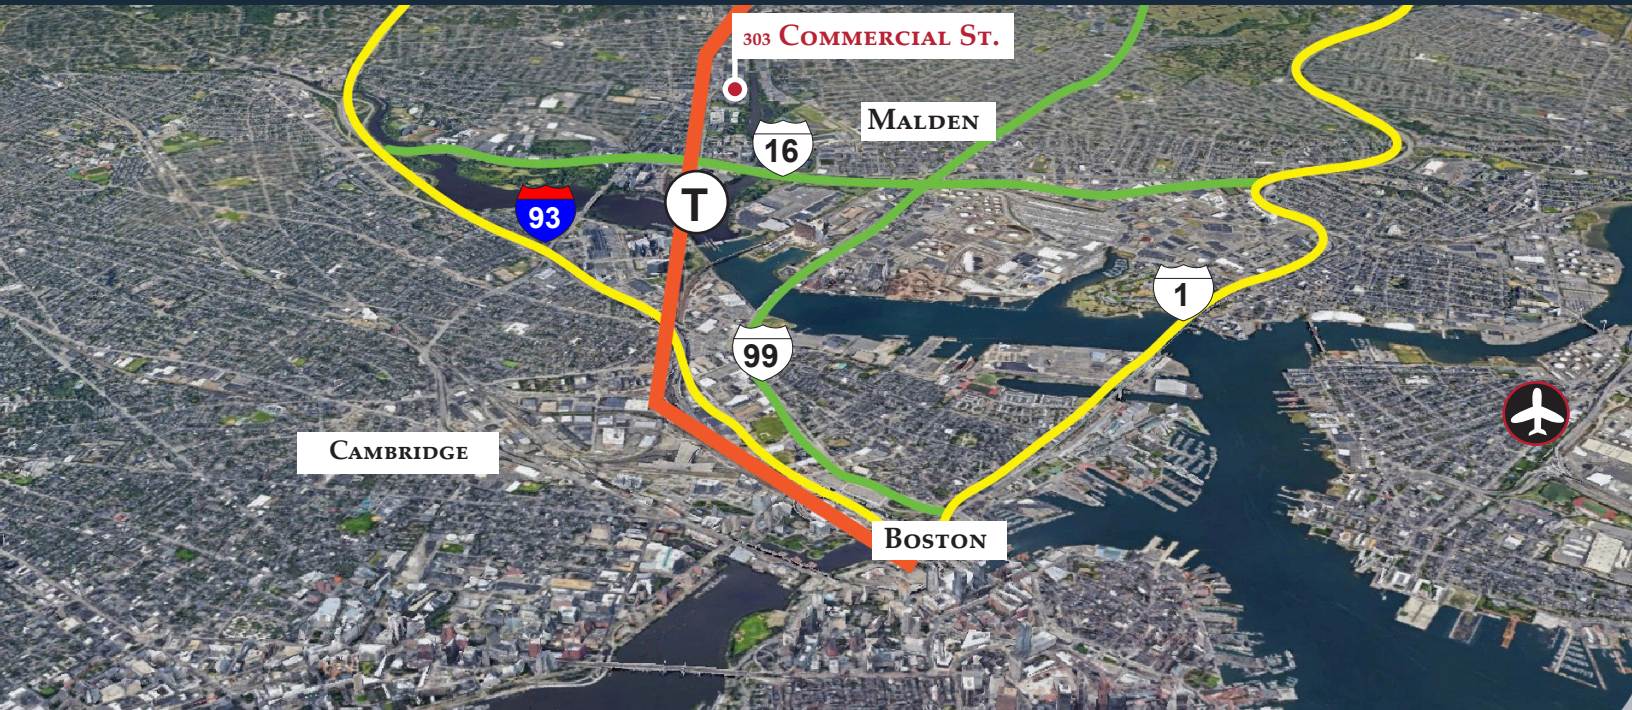 303 Commercial St.
Malden
16
T
93
1
99
Cambridge
Boston